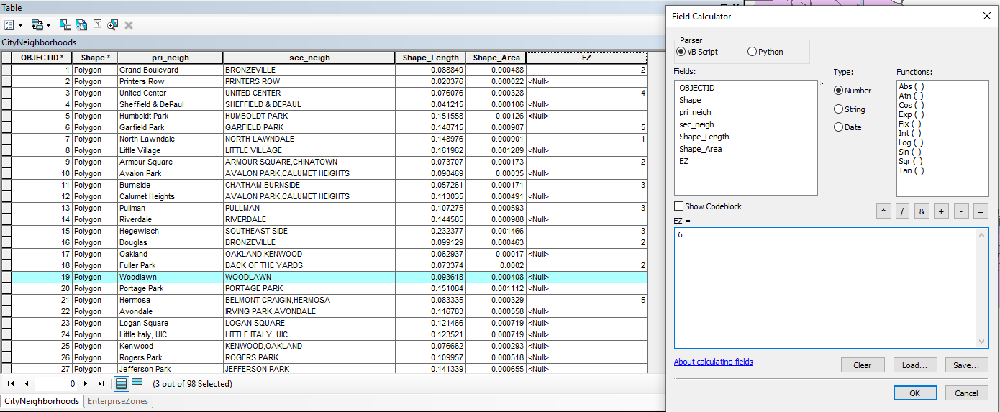 Table
CityNeighborhoods
OBJECTID * Shape * pri_neigh sec_neigh Shape_Length Shape_Area EZ
1 Polygon Grand Boulevard BRONZEVILLE 0.088849 0.000488 2
2 Polygon Printers Row PRINTERS ROW 0.020376 0.000022 <Null>
3 Polygon United Center UNITED CENTER 0.076076 0.000328 4
4 Polygon Sheffield & DePaul SHEFFIELD & DEPAUL 0.041215 0.000106 <Null>
5 Polygon Humboldt Park HUMBOLDT PARK 0.151558 0.00126 <Null>
6 Polygon Garfield Park GARFIELD PARK 0.148715 0.000907 5
7 Polygon North Lawndale NORTH LAWNDALE 0.148976 0.000901 1
8 Polygon Little Village LITTLE VILLAGE 0.161962 0.001289 <Null>
9 Polygon Armour Square ARMOUR SQUARE,CHINATOWN 0.073707 0.000173 2
10 Polygon Avalon Park AVALON PARK,CALUMET HEIGHTS 0.090469 0.00035 <Null>
11 Polygon Burnside CHATHAM,BURNSIDE 0.057261 0.000171 3
12 Polygon Calumet Heights AVALON PARK,CALUMET HEIGHTS 0.113035 0.000491 <Null>
13 Polygon Pullman PULLMAN 0.107275 0.000593 3
14 Polygon Riverdale RIVERDALE 0.144585 0.000988 <Null>
15 Polygon Hegewisch SOUTHEAST SIDE 0.232377 0.001466 3
16 Polygon Douglas BRONZEVILLE 0.099129 0.000463 2
17 Polygon Oakland OAKLAND,KENWOOD 0.062937 0.00017 <Null>
18 Polygon Fuller Park BACK OF THE YARDS 0.073374 0.0002 2
19 Polygon Woodlawn WOODLAWN 0.093618 0.000408 <Null>
20 Polygon Portage Park PORTAGE PARK 0.151084 0.001112 <Null>
21 Polygon Hermosa BELMONT CRAIGIN,HERMOSA 0.083335 0.000329 5
22 Polygon Avondale IRVING PARK,AVONDALE 0.116783 0.000558 <Null>
23 Polygon Logan Square LOGAN SQUARE 0.121466 0.000719 <Null>
24 Polygon Little Italy, UIC LITTLE ITALY, UIC 0.123521 0.000719 <Null>
25 Polygon Kenwood KENWOOD,OAKLAND 0.076662 0.000293 <Null>
26 Polygon Rogers Park ROGERS PARK 0.109957 0.000518 <Null>
27 Polygon Jefferson Park JEFFERSON PARK 0.141339 0.000655 <Null>
0 (3 out of 98 Selected)
CityNeighborhoods EnterpriseZones
Field Calculator
Parser
VB Script Python
Fields: Type: Functions:
OBJECTID
Shape
pri_neigh
sec_neigh
Shape_Length
Shape_Area
EZ
Number
String
Date
Abs ( )
Atn ( )
Cos ( )
Exp ( )
Fix ( )
Int ( )
Log ( )
Sin ( )
Sqr ( )
Tan ( )
Show Codeblock
* / & + - =
EZ =
6
About calculating fields Clear Load... Save...
OK Cancel